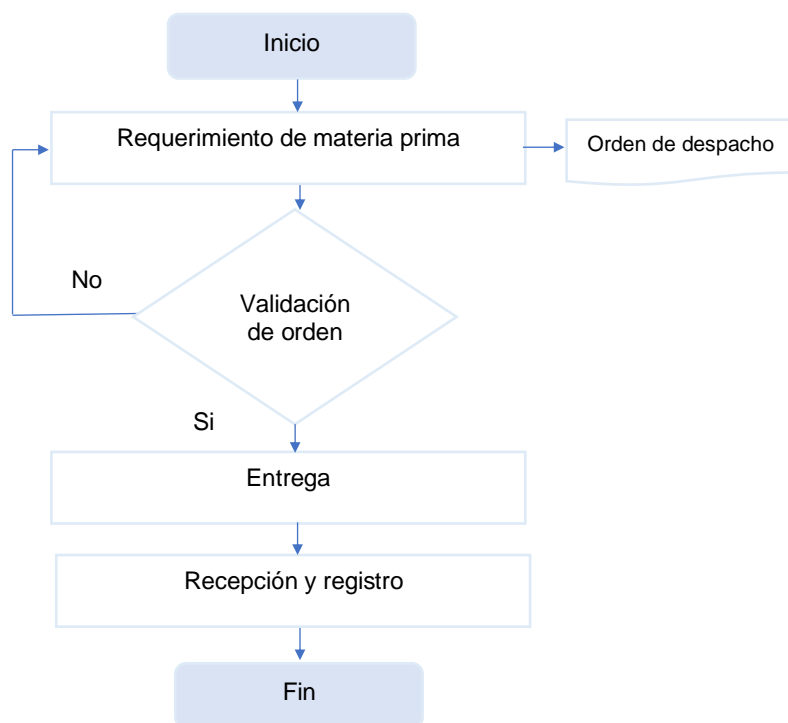 Inicio
Requerimiento de materia prima
Orden de despacho
No
Validación
de orden
Si
Entrega
Recepción y registro
Fin